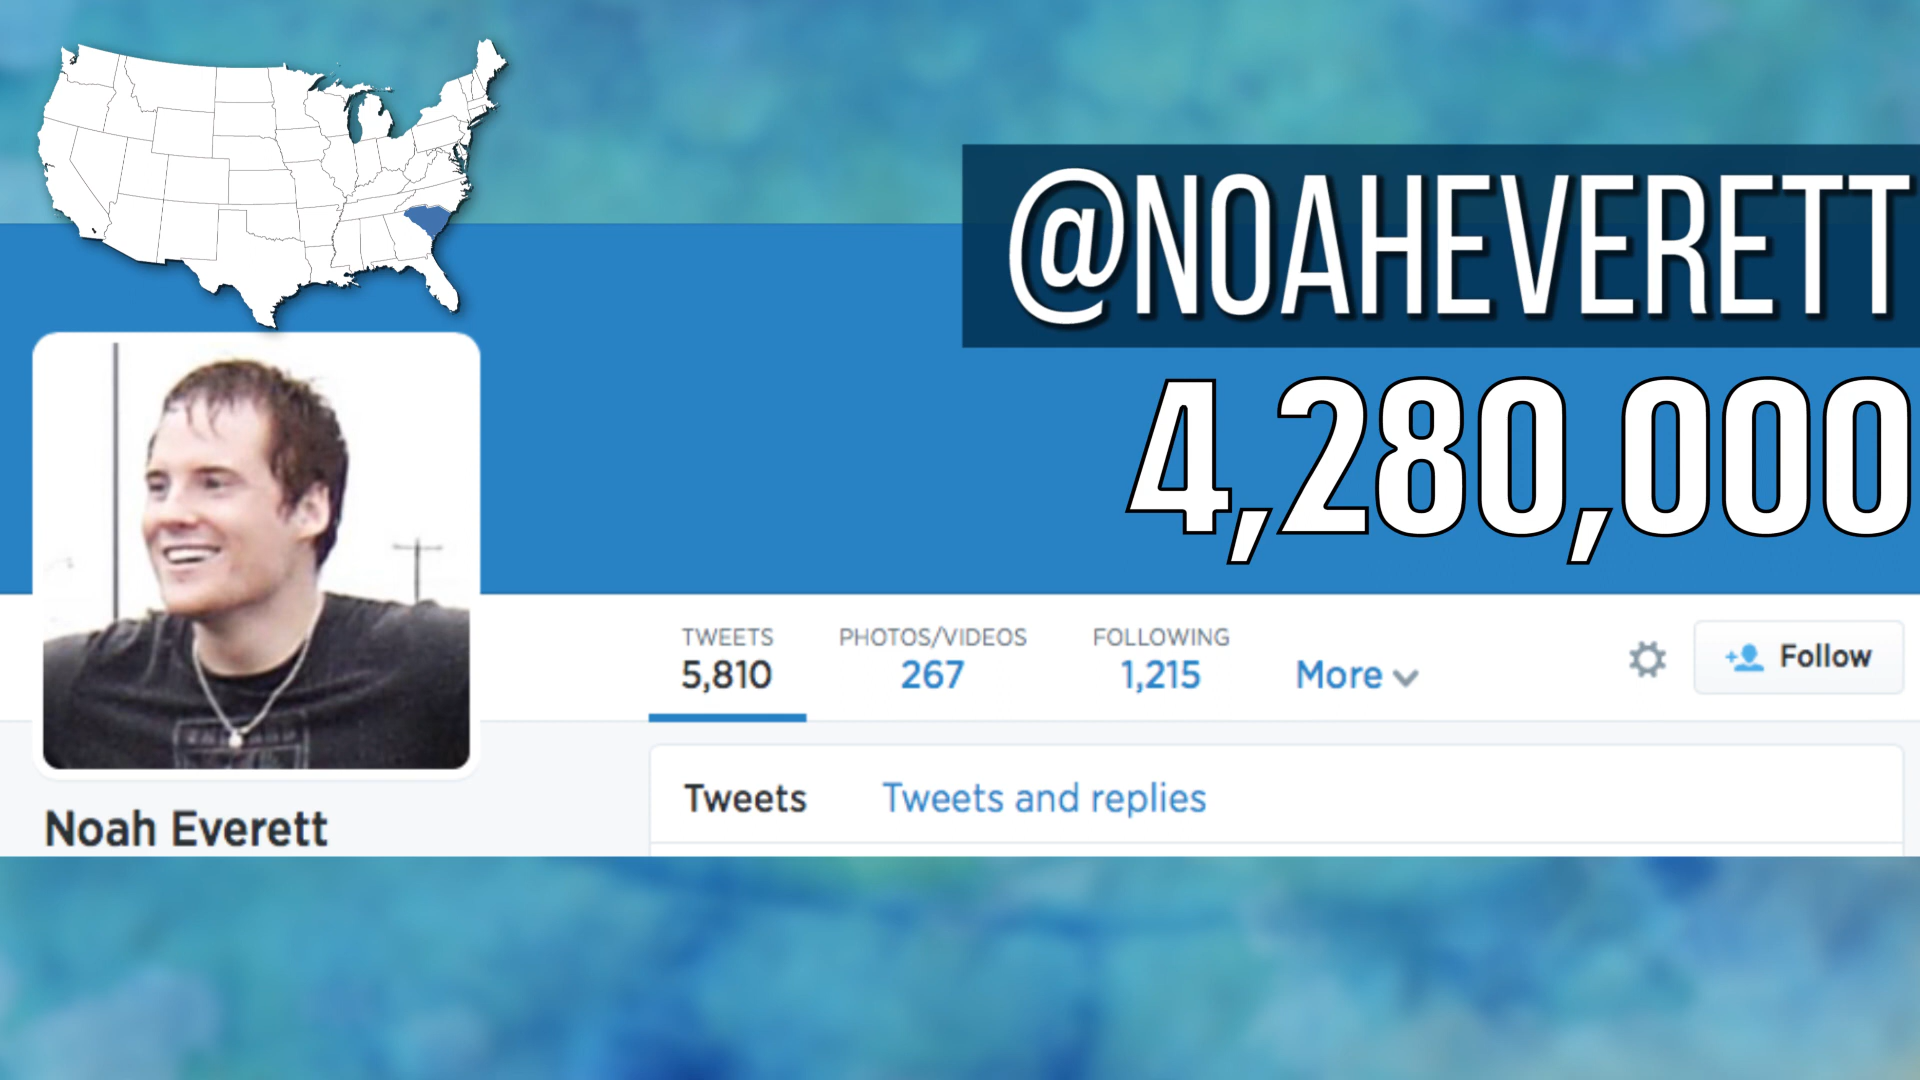 @NOAHEVERETT
4,280,000
TWEETS PHOTOS/VIDEOS FOLLOWING
5,810 267 1,215 More Follow
Tweets Tweets and replies
Noah Everett